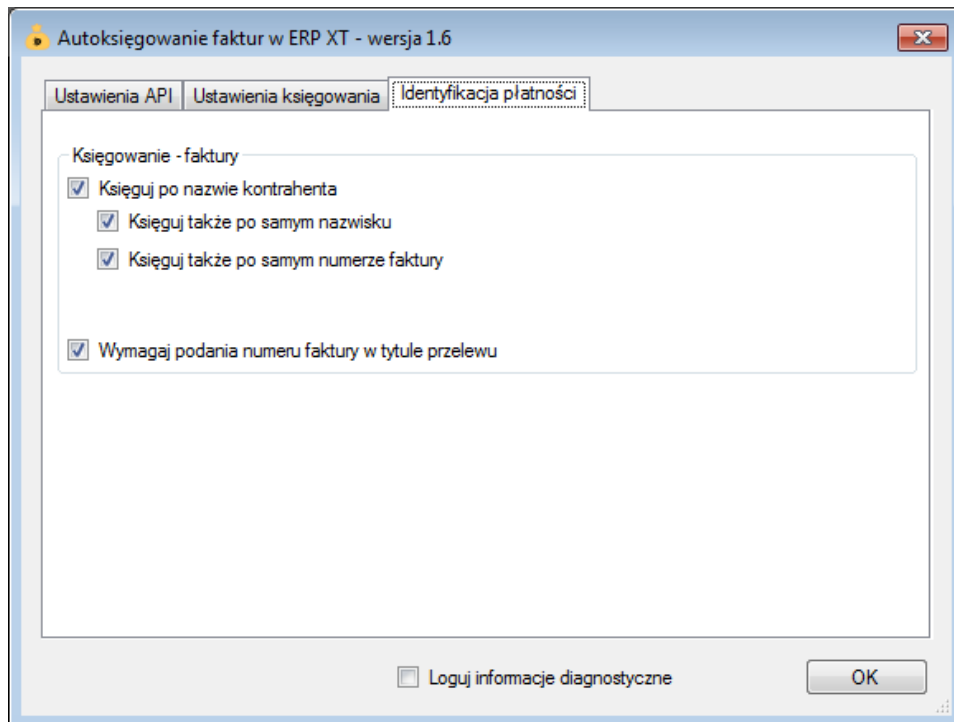 Autoksięgowanie faktur w ERP XT - wersja 1.6
Ustawienia API Ustawienia księgowania Identyfikacja płatności
Księgowanie - faktury
Księguj po nazwie kontrahenta
Księguj także po samym nazwisku
Księguj także po samym numerze faktury
Wymagaj podania numeru faktury w tytule przelewu
Loguj informacje diagnostyczne OK